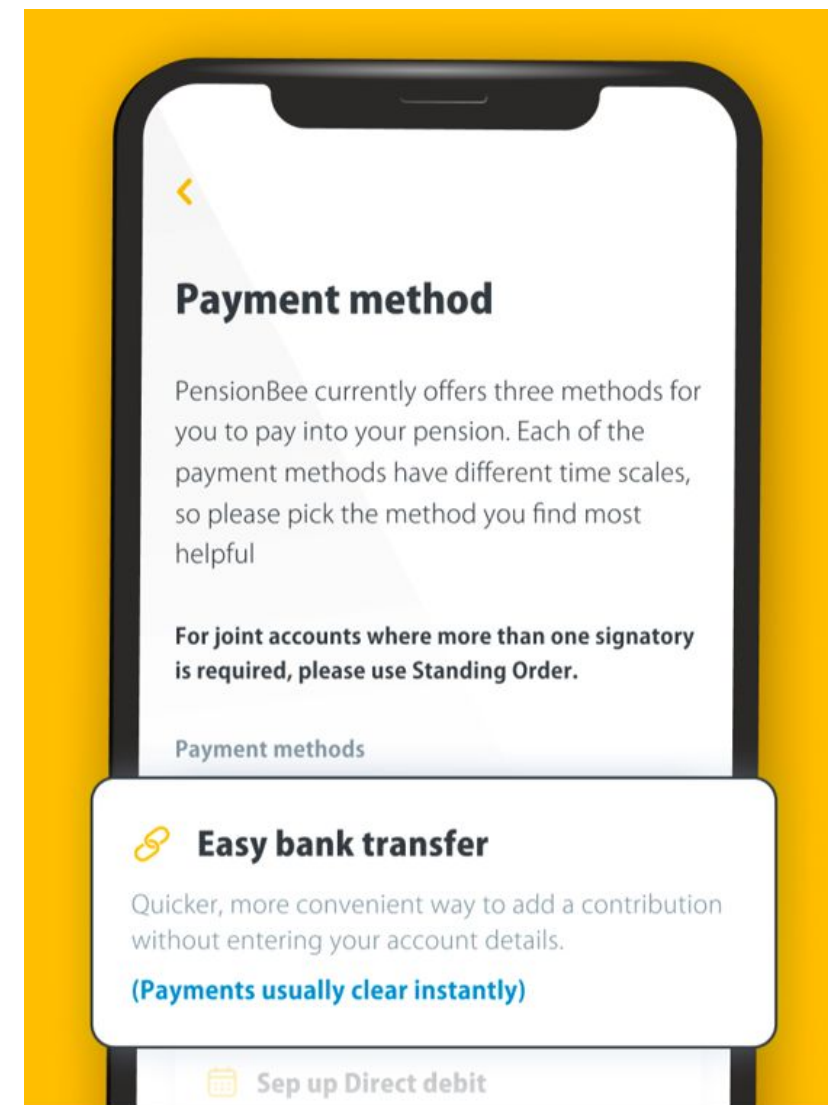 Payment method
PensionBee currently offers three methods for
you to pay into your pension. Each of the
payment methods have different time scales,
so please pick the method you find most
helpful
For joint accounts where more than one signatory
is required, please use Standing Order.
Payment methods
Easy bank transfer
Quicker, more convenient way to add a contribution
without entering your account details.
(Payments usually clear instantly)
Sep up Direct debit